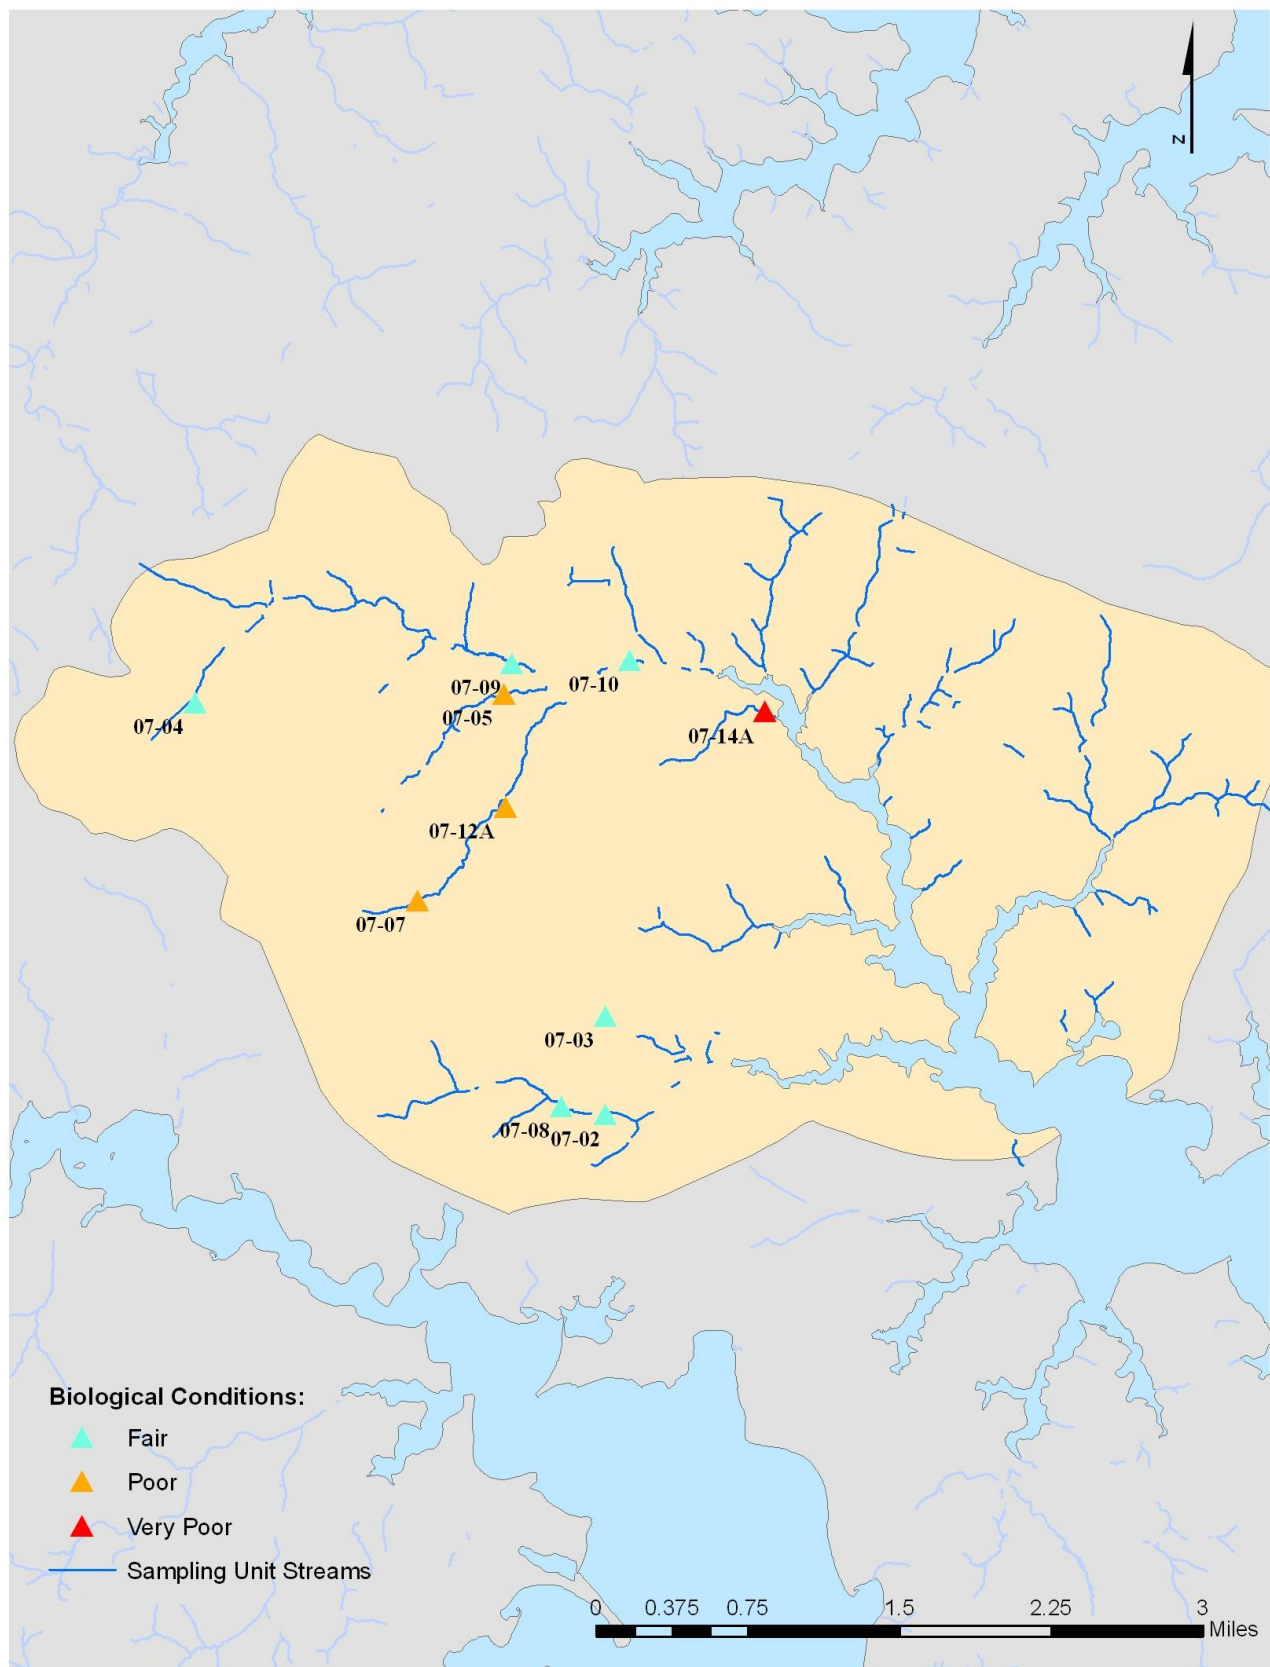 N
07-09
07-10
07-05
07-04
07-14A
07-12A
07-07
07-03
07-08
07-02
Biological Conditions:
Fair
Poor
Very Poor
Sampling Unit Streams
0 0.375 0.75 1.5 2.25 3
Miles